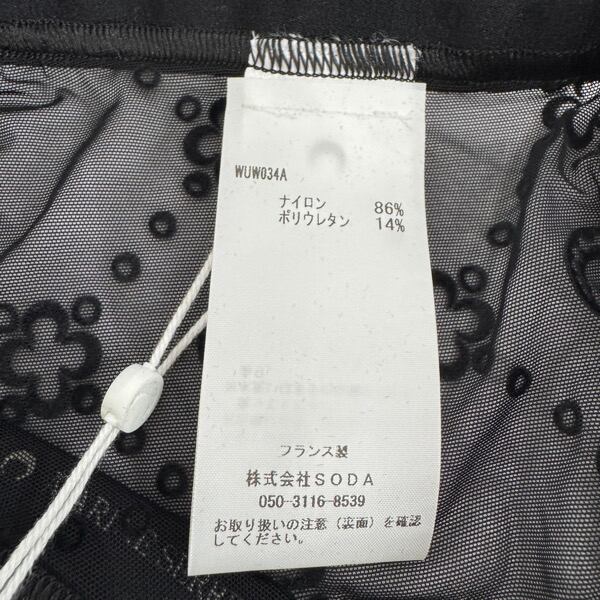 WUW034A
ナイロン 86%
ポリウレタン 14%
フランス製
株式会社SODA
050-3116-8539
お取り扱いの注意(裏面)を確認
してください。